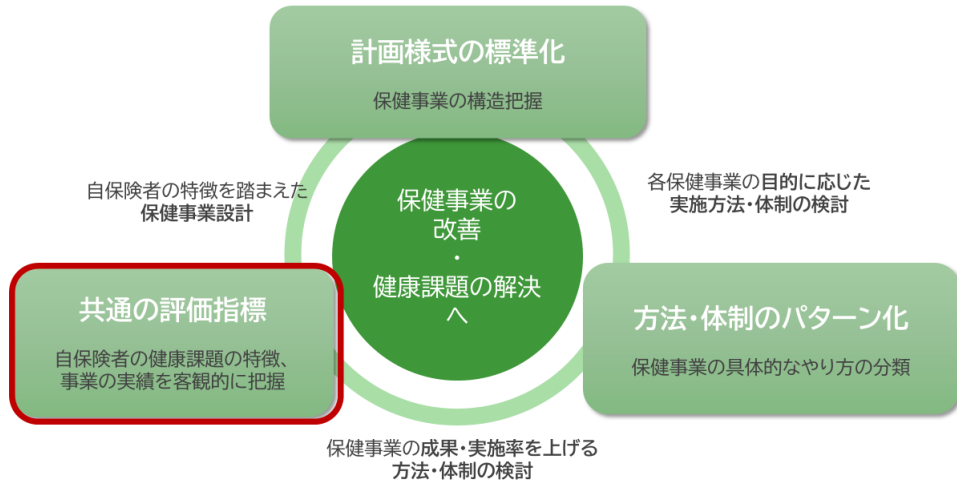 計画様式の標準化
保健事業の構造把握
自保険者の特徴を踏まえた
保健事業設計
各保健事業の目的に応じた
実施方法・体制の検討
保健事業の
改善
・
健康課題の解決
へ
共通の評価指標
自保険者の健康課題の特徴、
事業の実績を客観的に把握
方法・体制のパターン化
保健事業の具体的なやり方の分類
保健事業の成果・実施率を上げる
方法・体制の検討